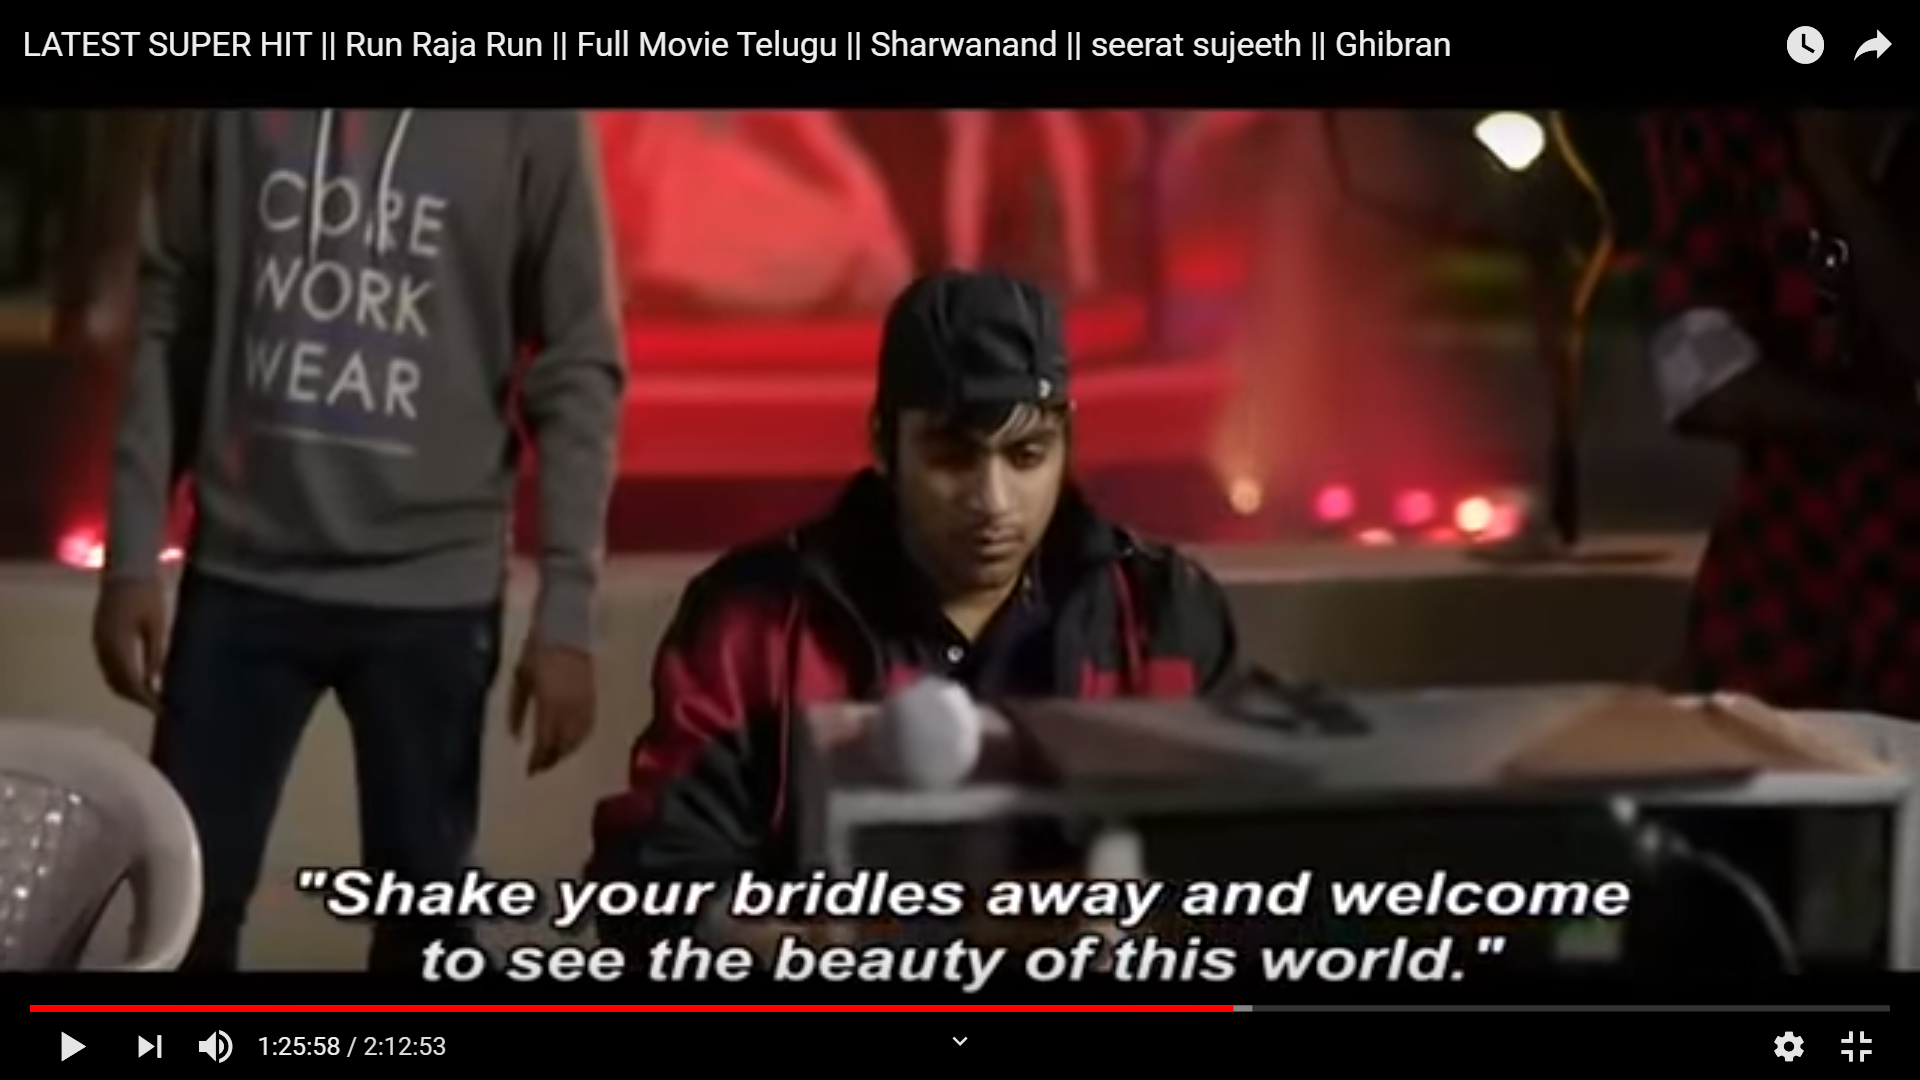 LATEST SUPER HIT || Run Raja Run || Full Movie Telugu || Sharwanand || seerat sujeeth || Ghibran
CORE
WORK
WEAR
"Shake your bridles away and welcome
to see the beauty of this world."
1:25:58 / 2:12:53